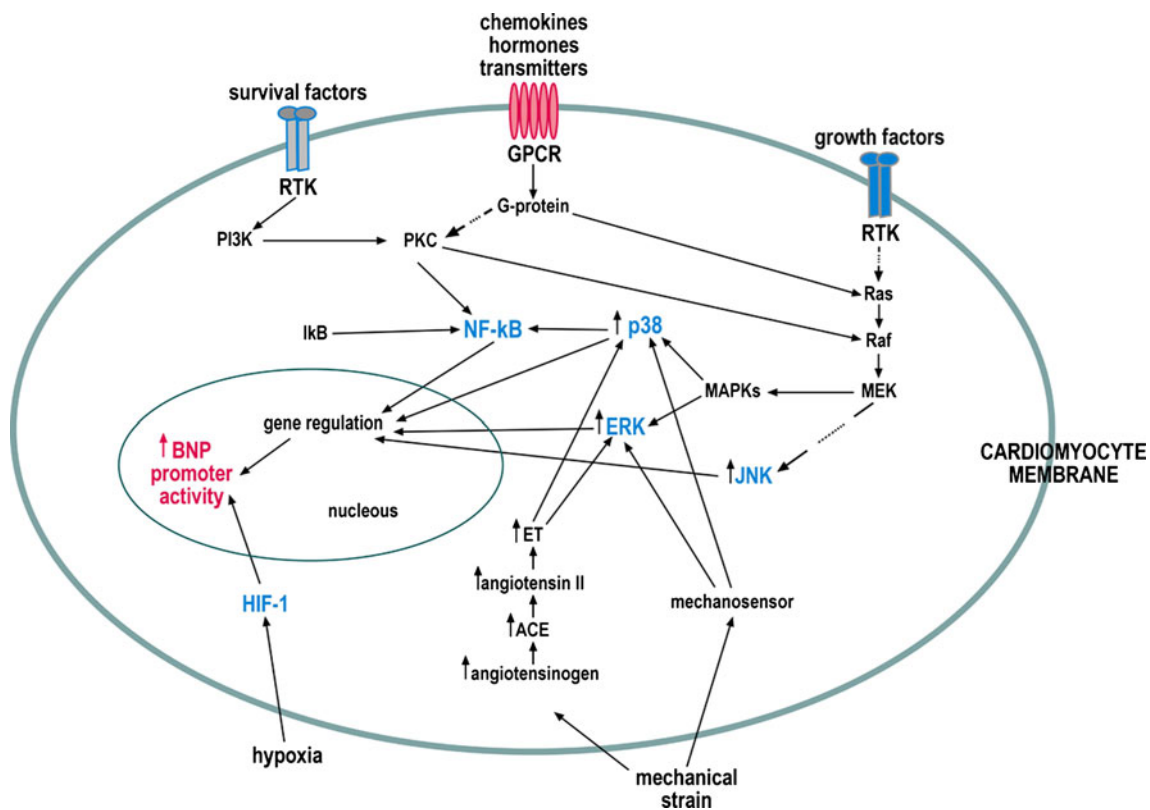 chemokines
hormones
transmitters
survival factors
GPCR
growth factors
RTK
G-protein
RTK
PI3K
PKC
Ras
IkB
NF-kB
p38
Raf
MAPKs
MEK
gene regulation
ERK
BNP
promoter
activity
JNK
CARDIOMYOCYTE
MEMBRANE
nucleous
ET
angiotensin II
HIF-1
mechanosensor
ACE
angiotensinogen
hypoxia
mechanical
strain